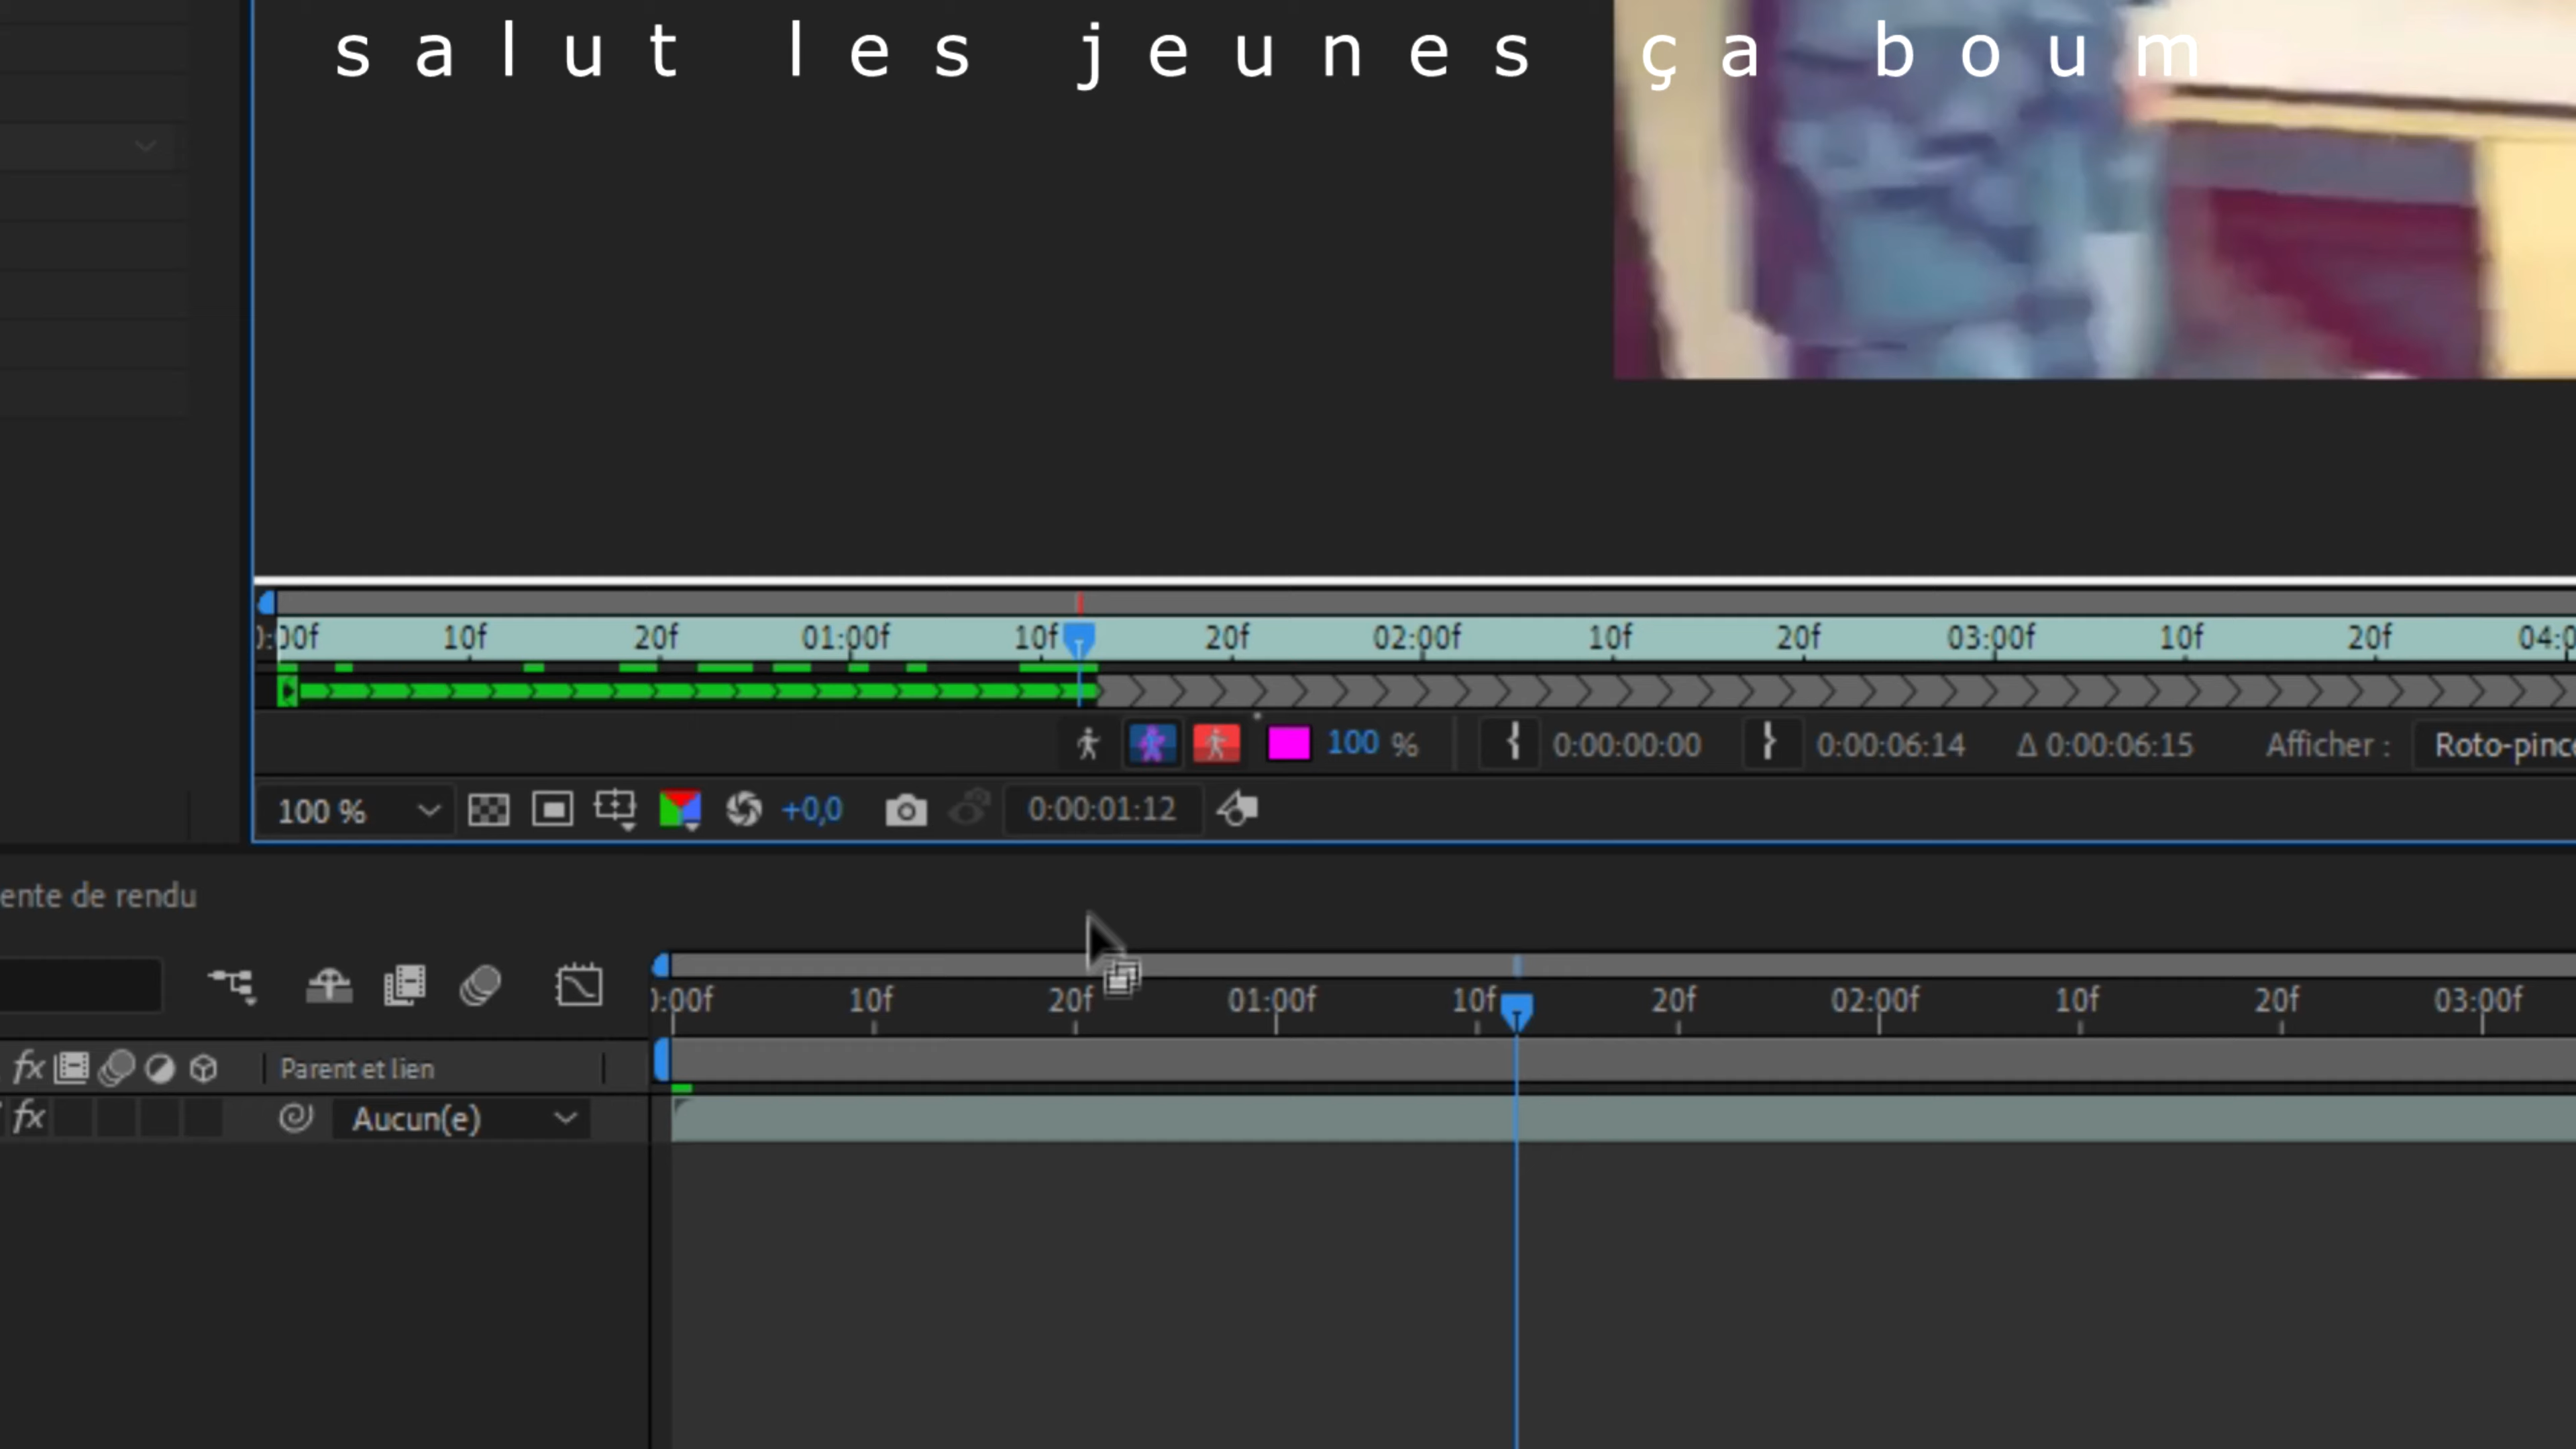 salut les jeunes ça boum
0:00f 10f 20f 01:00f 10f 20f 02:00f 10f 20f 03:00f 10f 20f 04:0
100 % { 0:00:00:00 } 0:00:06:14 Δ 0:00:06:15 Afficher : Roto-pince
100 % +0,0 0:00:01:12
ente de rendu
0:00f 10f 20f 01:00f 10f 20f 02:00f 10f 20f 03:00f
fx Parent et lien
fx Aucun(e)